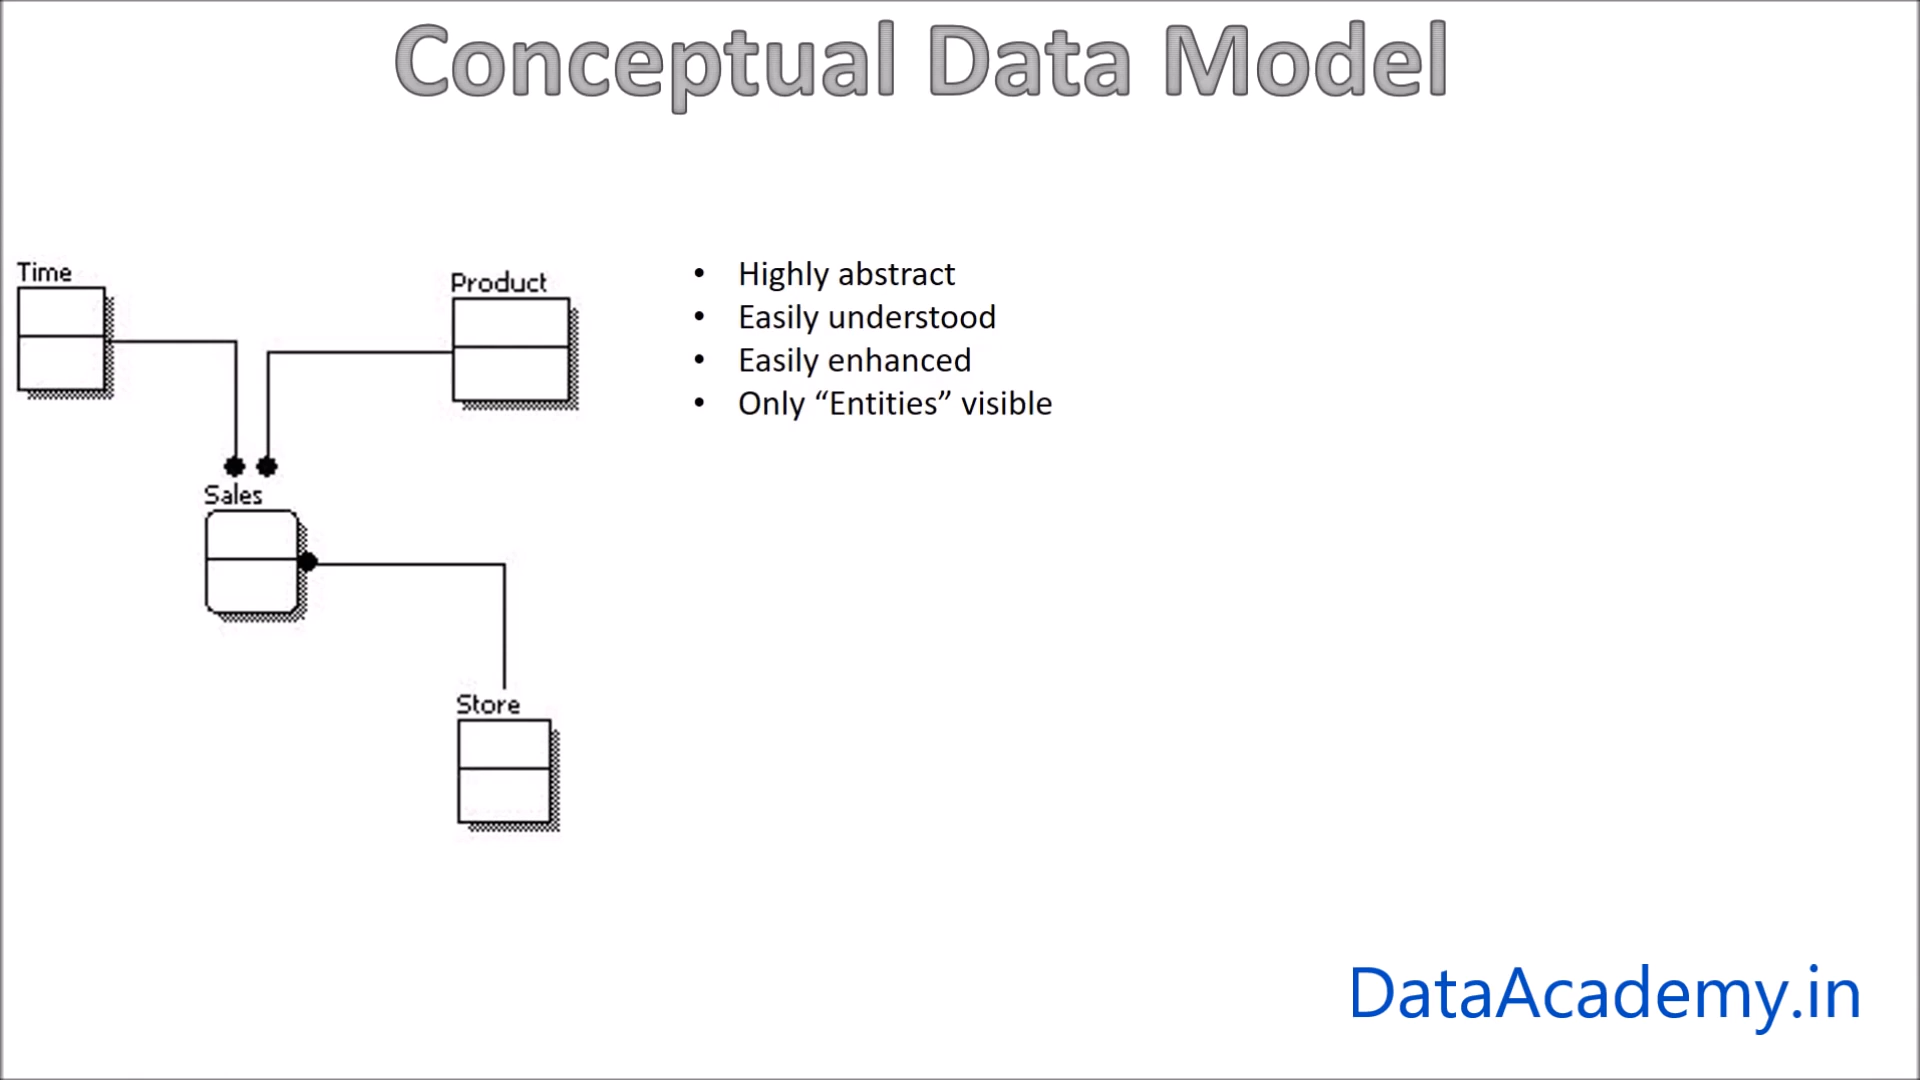 Conceptual Data Model
Time
Product
Sales
Store
• Highly abstract
• Easily understood
• Easily enhanced
• Only “Entities” visible
DataAcademy.in